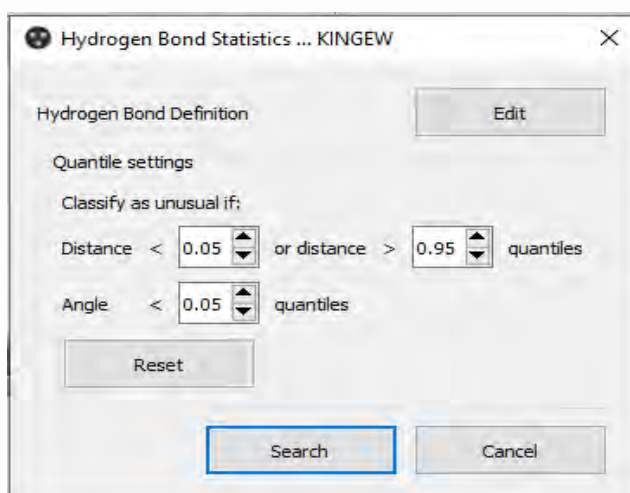 Hydrogen Bond Statistics ... KINGEW
Hydrogen Bond Definition Edit
Quantile settings
Classify as unusual if:
Distance < 0.05 or distance > 0.95 quantiles
Angle < 0.05 quantiles
Reset
Search Cancel